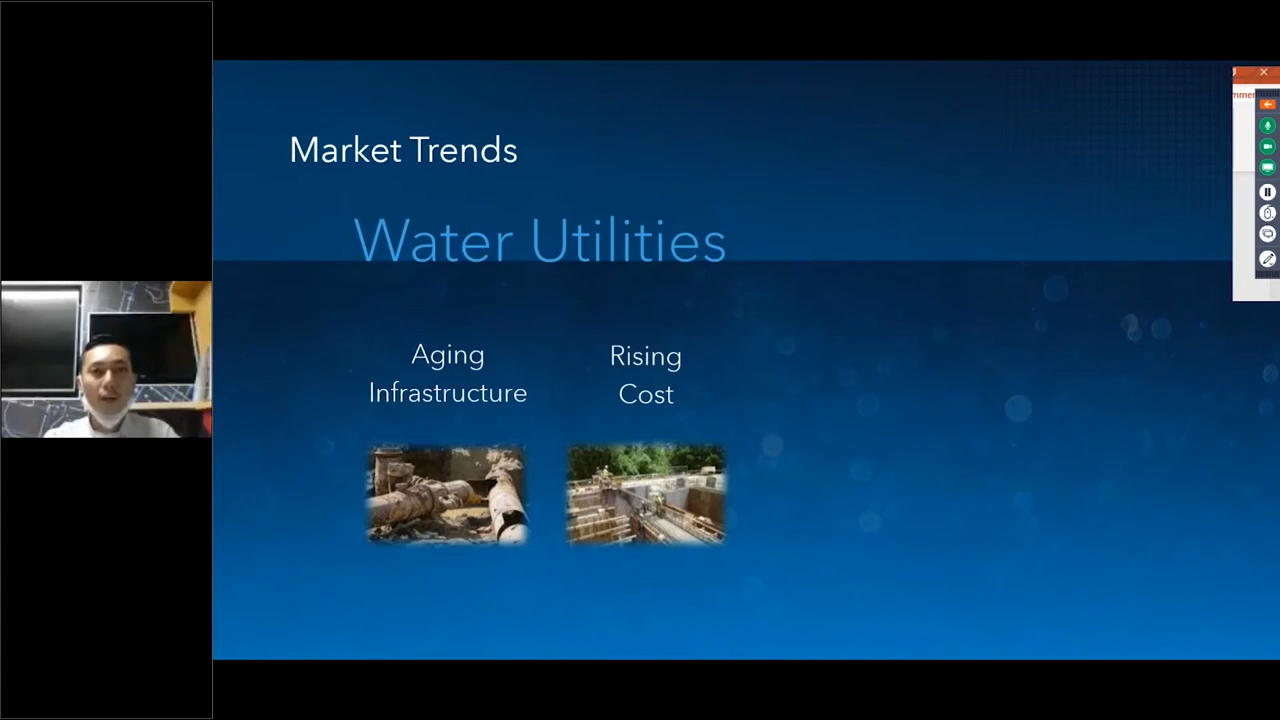 Market Trends
Water Utilities
Aging
Infrastructure
Rising
Cost